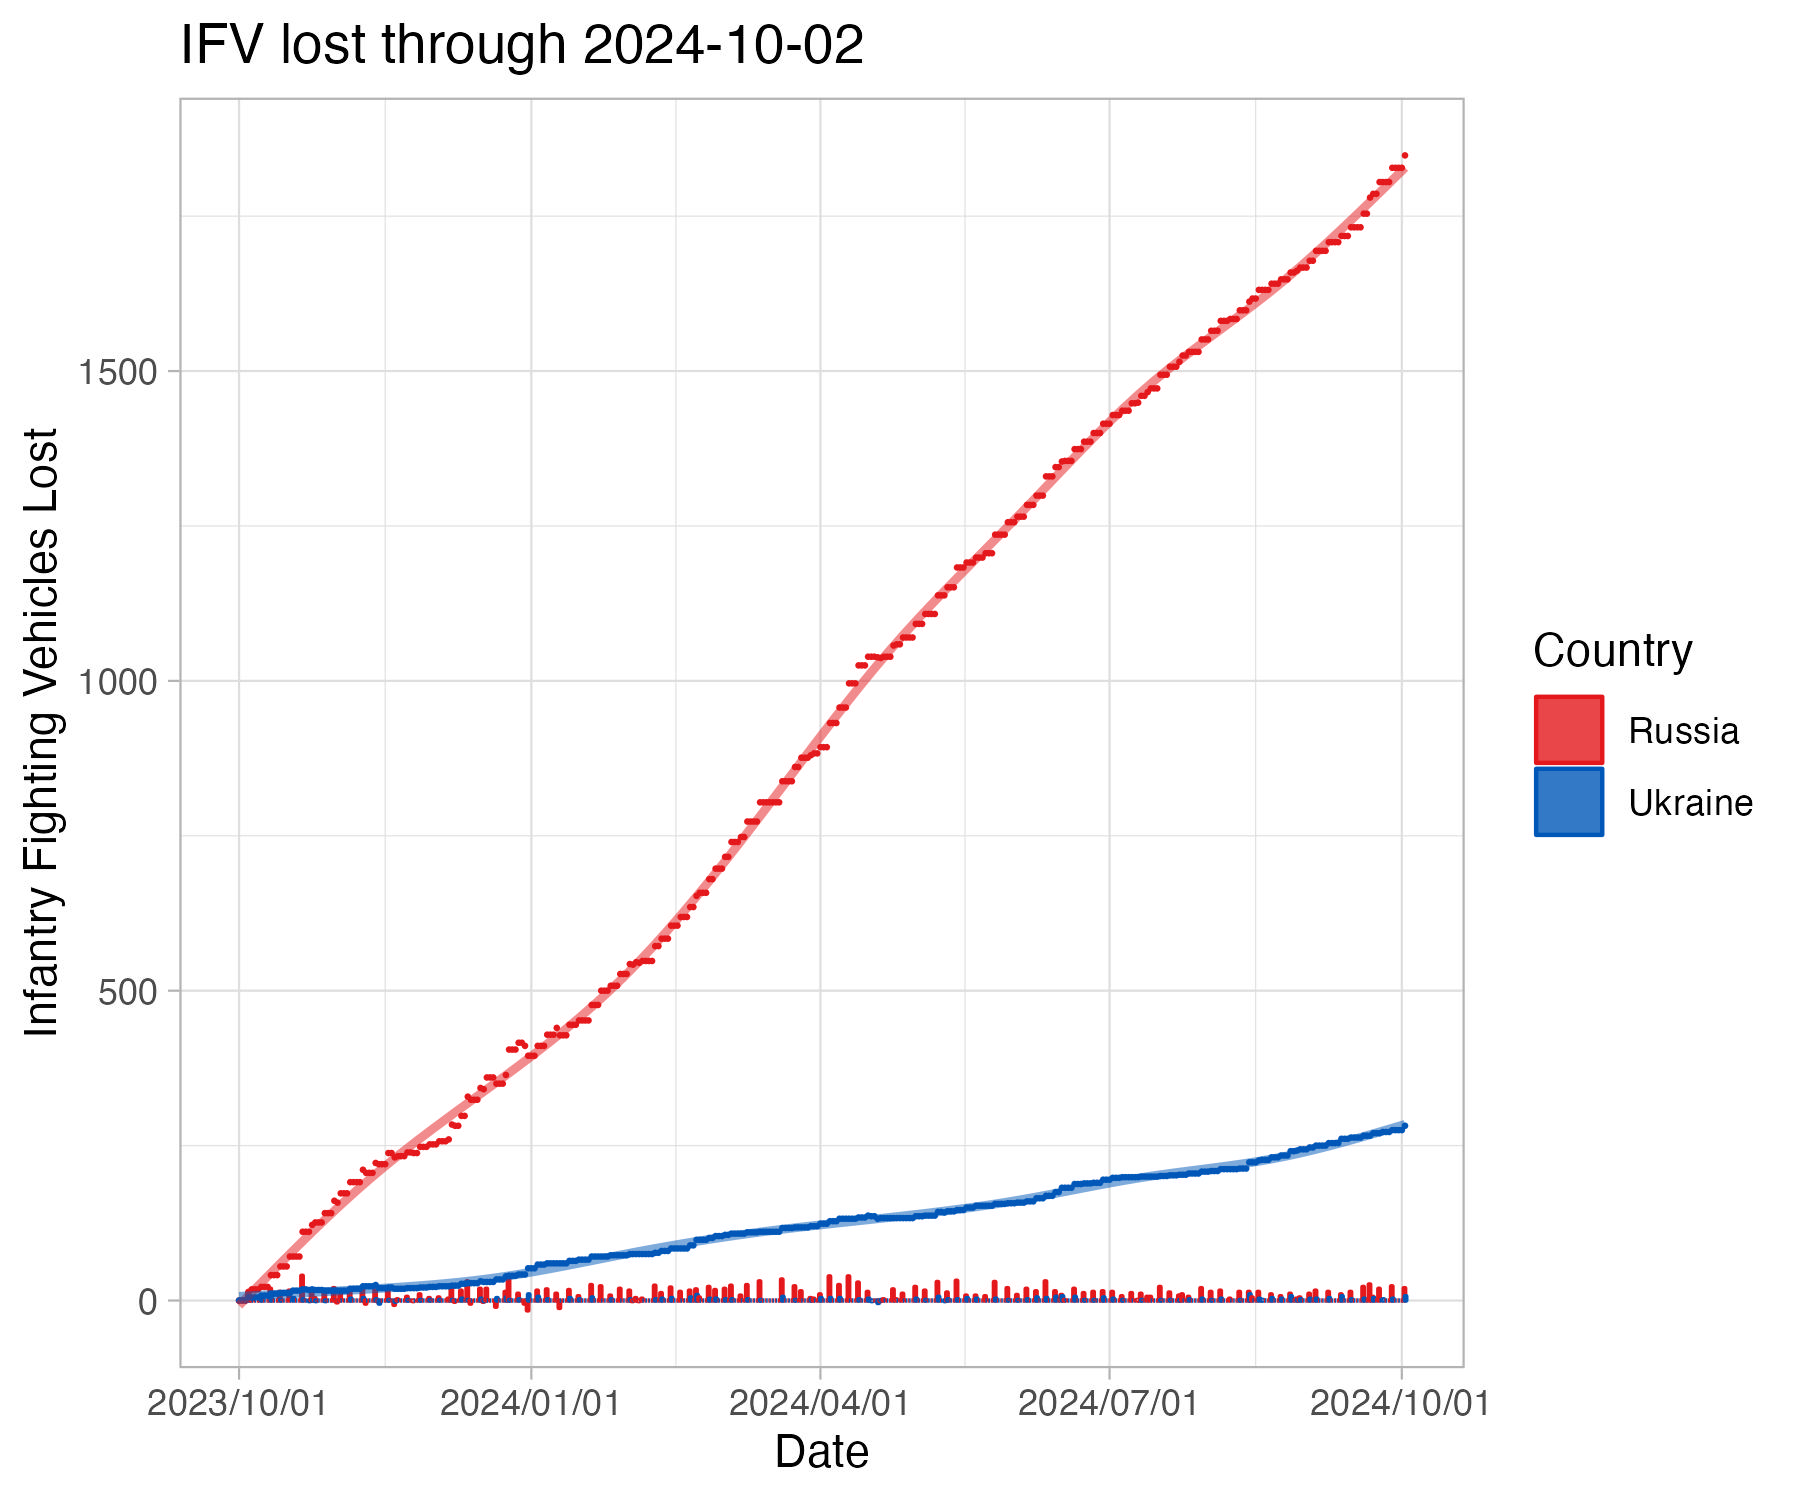 IFV lost through 2024-10-02
Infantry Fighting Vehicles Lost
1500
1000
500
0
2023/10/01
2024/01/01
2024/04/01
2024/07/01
2024/10/01
Date
Country
Russia
Ukraine